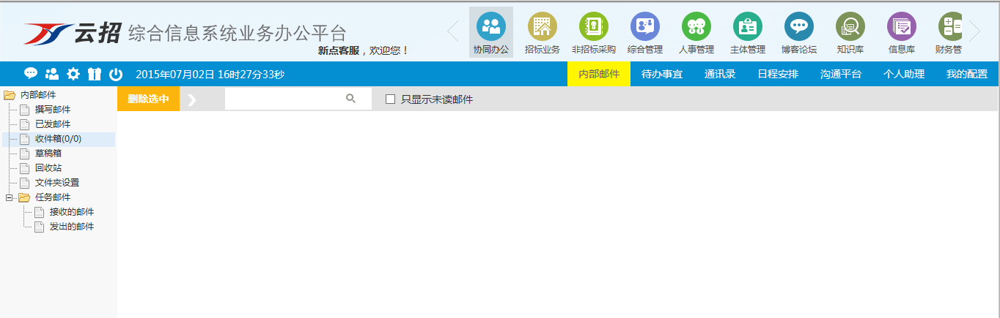 云招 综合信息系统业务办公平台
新点客服，欢迎您！
协同办公 招标业务 非招标采购 综合管理 人事管理 主体管理 博客论坛 知识库 信息库 财务管
2015年07月02日 16时27分33秒
内部邮件 待办事宜 通讯录 日程安排 沟通平台 个人助理 我的配置
内部邮件
撰写邮件
已发邮件
收件箱(0/0)
草稿箱
回收站
文件夹设置
任务邮件
接收的邮件
发出的邮件
删除选中
只显示未读邮件